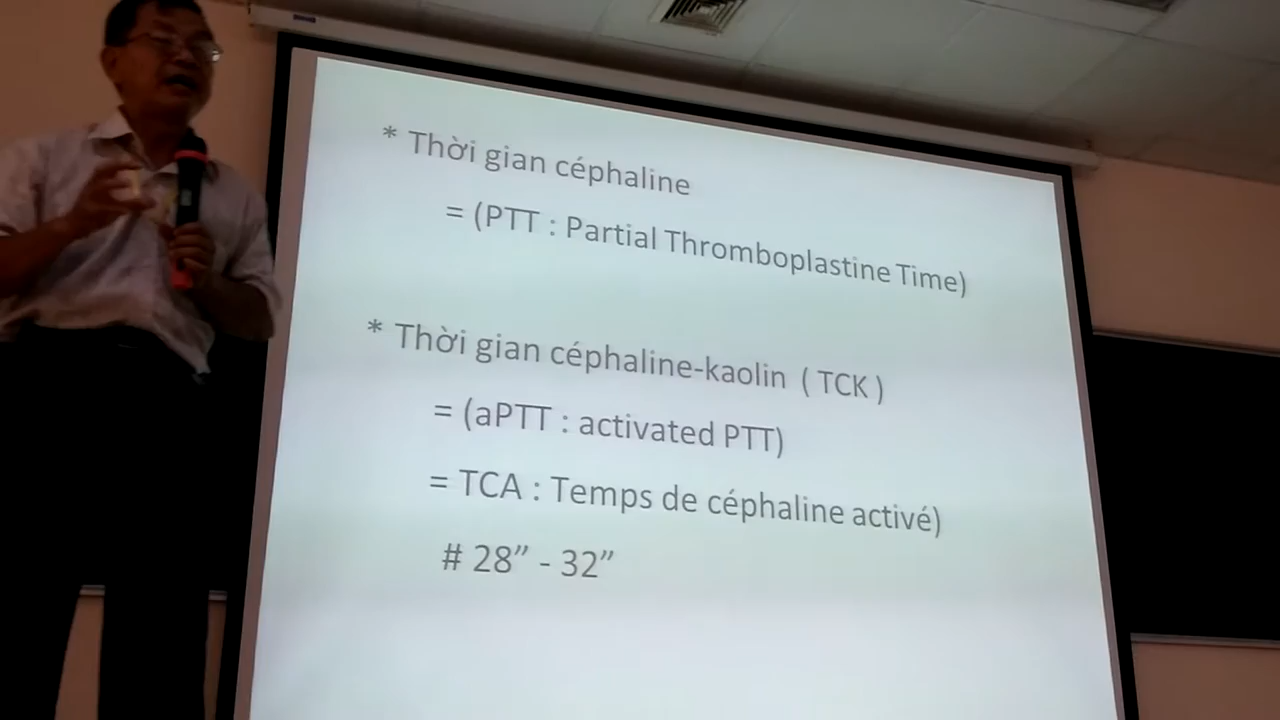 * Thời gian céphaline
= (PTT : Partial Thromboplastine Time)
* Thời gian céphaline-kaolin ( TCK )
= (aPTT : activated PTT)
= TCA : Temps de céphaline activé)
# 28” - 32”